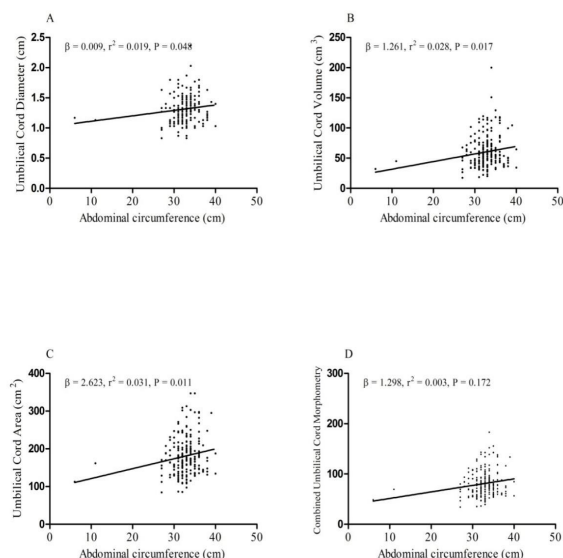 A
β = 0.009, r² = 0.019, P = 0.048
Umbilical Cord Diameter (cm)
2.5
2.0
1.5
1.0
0.5
0.0
0 10 20 30 40 50
Abdominal circumference (cm)
B
β = 1.261, r² = 0.028, P = 0.017
Umbilical Cord Volume (cm³)
250
200
150
100
50
0
0 10 20 30 40 50
Abdominal circumference (cm)
C
β = 2.623, r² = 0.031, P = 0.011
Umbilical Cord Area (cm²)
400
300
200
100
0
0 10 20 30 40 50
Abdominal circumference (cm)
D
β = 1.298, r² = 0.003, P = 0.172
Combined Umbilical Cord Morphometry
300
200
100
0
0 10 20 30 40 50
Abdominal circumference (cm)